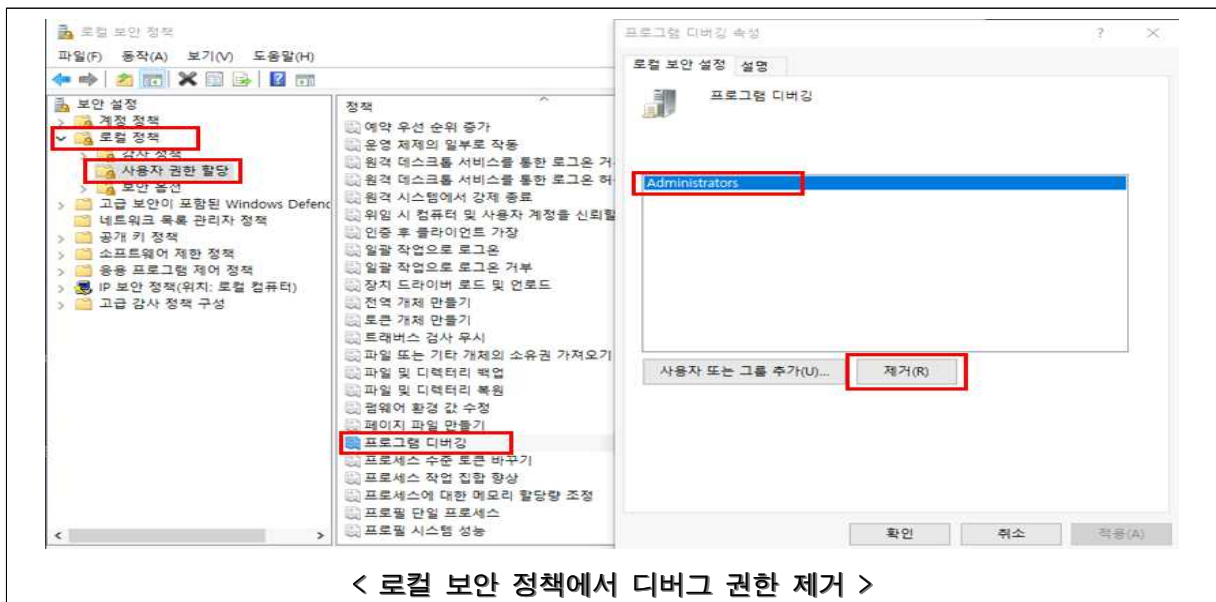 로컬 보안 정책
파일(F) 동작(A) 보기(V) 도움말(H)
보안 설정
계정 정책
로컬 정책
감사 정책
사용자 권한 할당
보안 옵션
고급 보안이 포함된 Windows Defenc
네트워크 목록 관리자 정책
공개 키 정책
소프트웨어 제한 정책
응용 프로그램 제어 정책
IP 보안 정책(위치: 로컬 컴퓨터)
고급 감사 정책 구성
정책
예약 우선 순위 증가
운영 체제의 일부로 작동
원격 데스크톱 서비스를 통한 로그온 거
원격 데스크톱 서비스를 통한 로그온 허
원격 시스템에서 강제 종료
위임 시 컴퓨터 및 사용자 계정을 신뢰할
인증 후 클라이언트 가장
일괄 작업으로 로그온
일괄 작업으로 로그온 거부
장치 드라이버 로드 및 언로드
전역 개체 만들기
토큰 개체 만들기
트래버스 검사 무시
파일 또는 기타 개체의 소유권 가져오기
파일 및 디렉터리 백업
파일 및 디렉터리 복원
펌웨어 환경 값 수정
페이지 파일 만들기
프로그램 디버깅
프로세스 수준 토큰 바꾸기
프로세스 작업 집합 향상
프로세스에 대한 메모리 할당량 조정
프로필 단일 프로세스
프로필 시스템 성능
프로그램 디버깅 속성
로컬 보안 설정 설명
프로그램 디버깅
Administrators
사용자 또는 그룹 추가(U)... 제거(R)
확인 취소 적용(A)
< 로컬 보안 정책에서 디버그 권한 제거 >